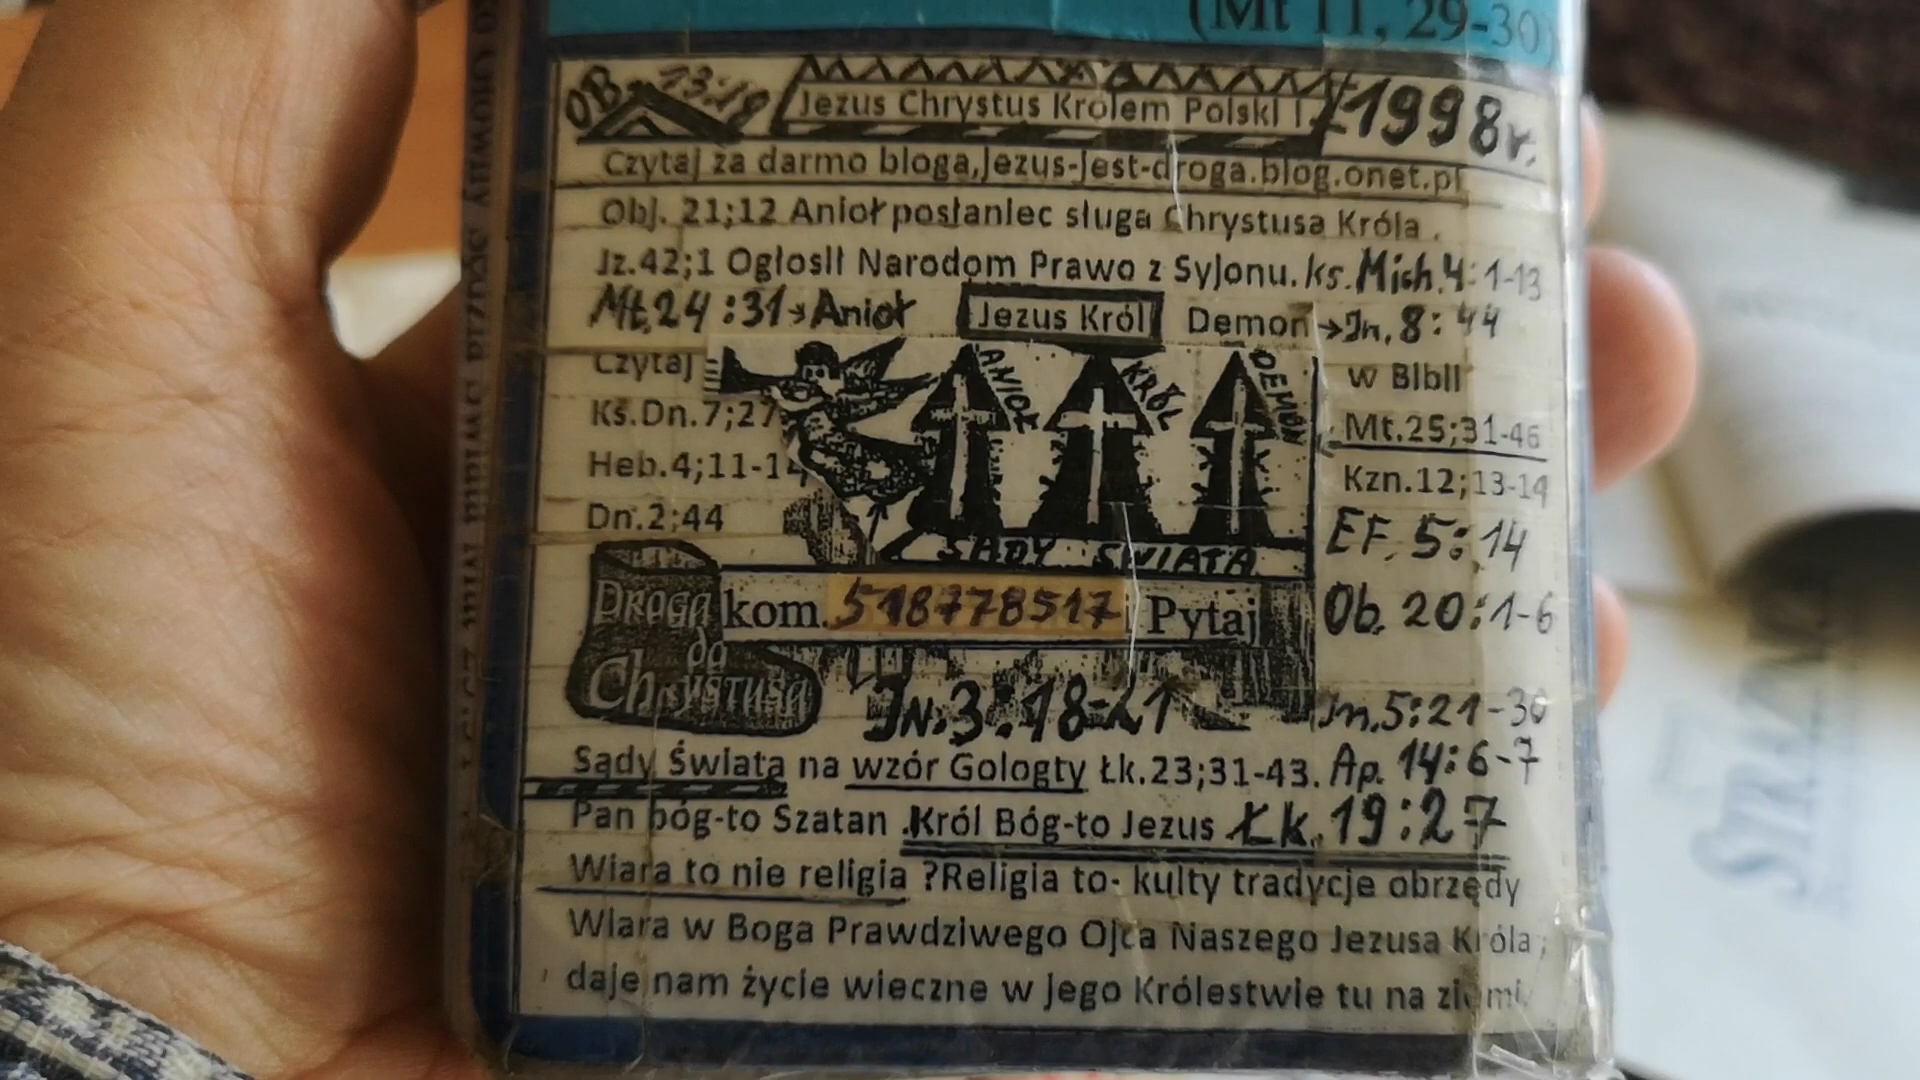 (Mt 11, 29-30)
OB. 13:18
Jezus Chrystus Królem Polski !
1998r.
Czytaj za darmo bloga,Jezus-jest-droga.blog.onet.pl
Obj. 21;12 Anioł posłaniec sługa Chrystusa Króla .
Jz.42;1 Ogłosił Narodom Prawo z Syjonu. ks. Mich.4:1-13
Mt.24:31→Anioł Jezus Król Demon→Jn. 8:44
Czytaj
Ks.Dn.7;27
Heb.4;11-14
Dn.2;44
ANIOŁ KRÓL DEMON
SĄDY ŚWIATA
w Biblii
Mt.25;31-46
Kzn.12;13-14
EF. 5:14
Ob. 20:1-6
Droga do Chrystusa
kom. 518778517 Pytaj
JN.3:18-21
Jn.5:21-30
Sądy Świata na wzór Gologty Łk.23;31-43. Ap. 14:6-7
Pan bóg-to Szatan .Król Bóg-to Jezus Łk. 19:27
Wiara to nie religia ?Religia to- kulty tradycje obrzędy
Wiara w Boga Prawdziwego Ojca Naszego Jezusa Króla,
daje nam życie wieczne w jego Królestwie tu na ziemi